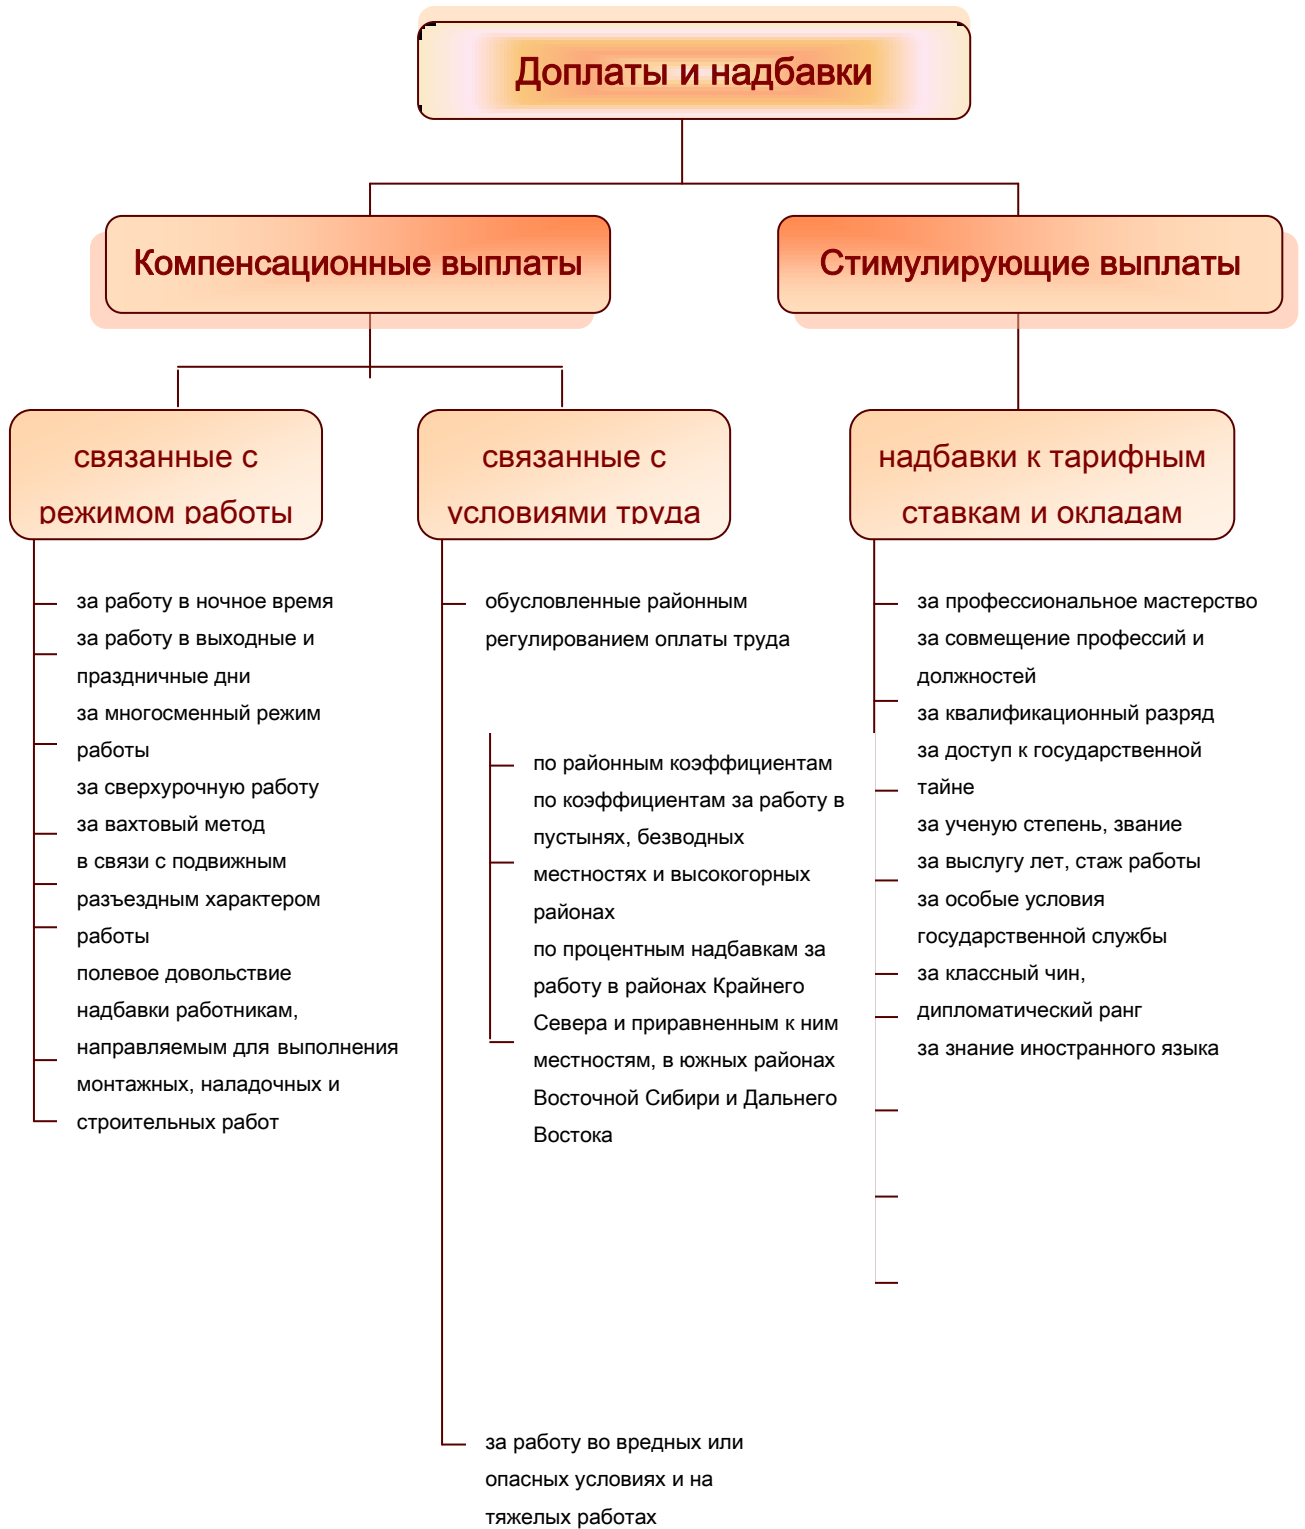 Доплаты и надбавки
Компенсационные выплаты
Стимулирующие выплаты
связанные с
режимом работы
за работу в ночное время
за работу в выходные и
праздничные дни
за многосменный режим
работы
за сверхурочную работу
за вахтовый метод
в связи с подвижным
разъездным характером
работы
полевое довольствие
надбавки работникам,
направляемым для выполнения
монтажных, наладочных и
строительных работ
связанные с
условиями труда
обусловленные районным
регулированием оплаты труда
по районным коэффициентам
по коэффициентам за работу в
пустынях, безводных
местностях и высокогорных
районах
по процентным надбавкам за
работу в районах Крайнего
Севера и приравненным к ним
местностям, в южных районах
Восточной Сибири и Дальнего
Востока
за работу во вредных или
опасных условиях и на
тяжелых работах
надбавки к тарифным
ставкам и окладам
за профессиональное мастерство
за совмещение профессий и
должностей
за квалификационный разряд
за доступ к государственной
тайне
за ученую степень, звание
за выслугу лет, стаж работы
за особые условия
государственной службы
за классный чин,
дипломатический ранг
за знание иностранного языка